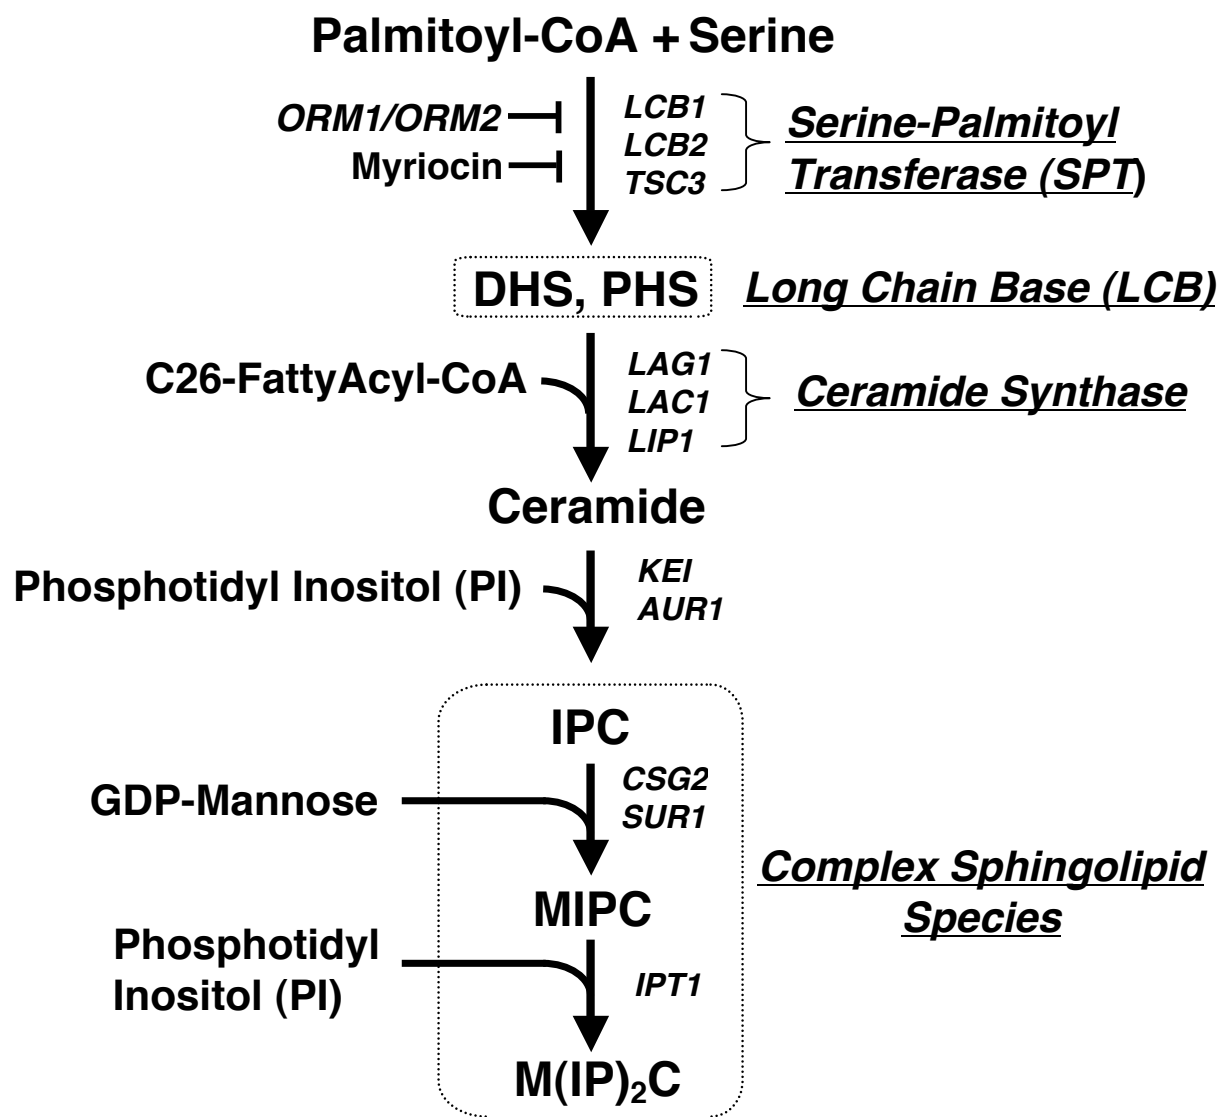 Palmitoyl-CoA + Serine
ORM1/ORM2
Myriocin
LCB1
LCB2
TSC3
Serine-Palmitoyl
Transferase (SPT)
DHS, PHS
Long Chain Base (LCB)
C26-FattyAcyl-CoA
LAG1
LAC1
LIP1
Ceramide Synthase
Ceramide
Phosphotidyl Inositol (PI)
KEI
AUR1
IPC
GDP-Mannose
CSG2
SUR1
Complex Sphingolipid
Species
MIPC
Phosphotidyl
Inositol (PI)
IPT1
M(IP)₂C